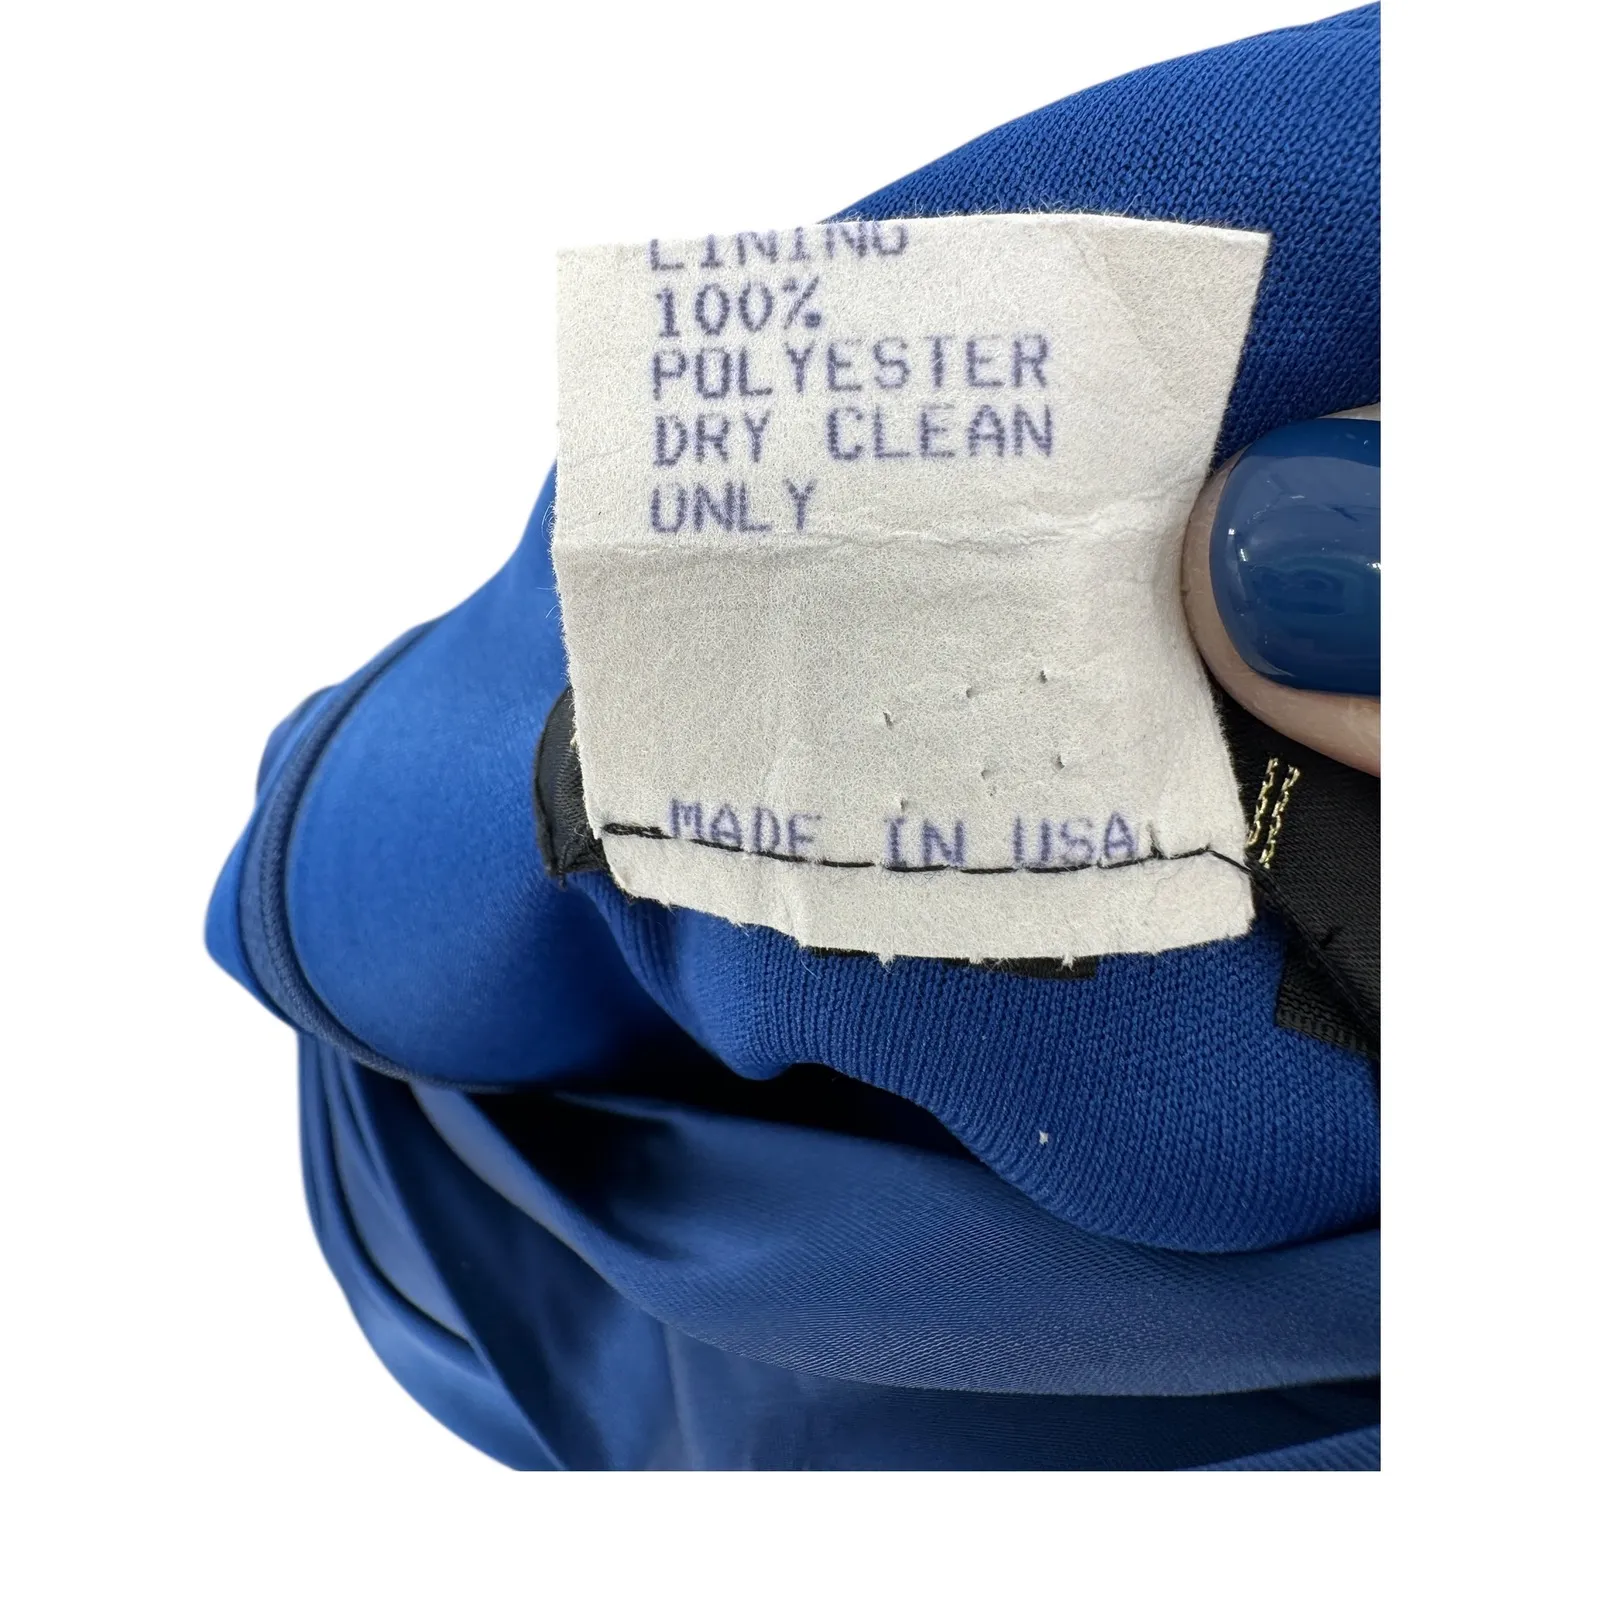 LINING
100%
POLYESTER
DRY CLEAN
ONLY
MADE IN USA